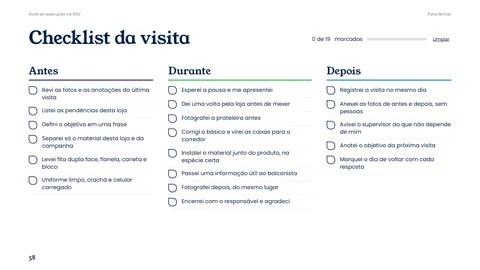 Guia de execução no PDV
Para fechar
Checklist da visita
0 de 19 marcados
Limpar
Antes
Revi as fotos e as anotações da última
visita
Listei as pendências desta loja
Defini o objetivo em uma frase
Separei só o material desta loja e da
campanha
Levei fita dupla face, flanela, caneta e
bloco
Uniforme limpo, crachá e celular
carregado
Durante
Esperei a pausa e me apresentei
Dei uma volta pela loja antes de mexer
Fotografei a prateleira antes
Corrigi o básico e virei as caixas para o
corredor
Instalei o material junto do produto, na
espécie certa
Passei uma informação útil ao balconista
Fotografei depois, do mesmo lugar
Encerrei com o responsável e agradeci
Depois
Registrei a visita no mesmo dia
Anexei as fotos de antes e depois, sem
pessoas
Avisei o supervisor do que não depende
de mim
Anotei o objetivo da próxima visita
Marquei o dia de voltar com cada
resposta
58